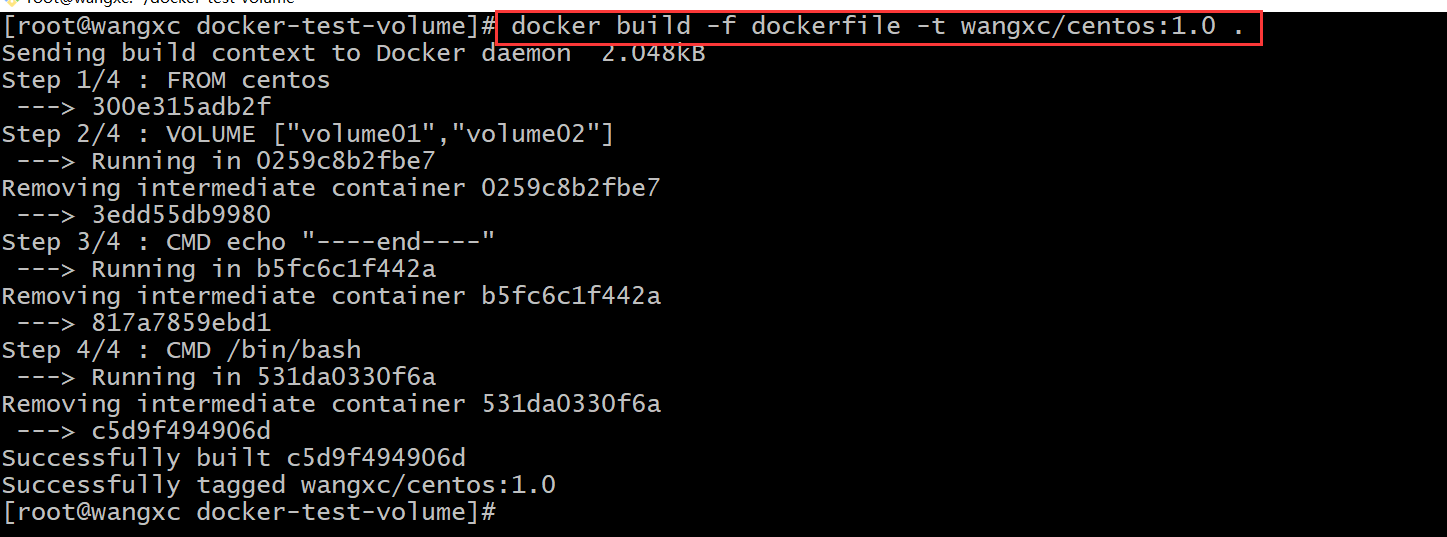 root@wangxc:~/docker-test-volume
[root@wangxc docker-test-volume]# docker build -f dockerfile -t wangxc/centos:1.0 .
Sending build context to Docker daemon  2.048kB
Step 1/4 : FROM centos
 ---> 300e315adb2f
Step 2/4 : VOLUME ["volume01","volume02"]
 ---> Running in 0259c8b2fbe7
Removing intermediate container 0259c8b2fbe7
 ---> 3edd55db9980
Step 3/4 : CMD echo "----end----"
 ---> Running in b5fc6c1f442a
Removing intermediate container b5fc6c1f442a
 ---> 817a7859ebd1
Step 4/4 : CMD /bin/bash
 ---> Running in 531da0330f6a
Removing intermediate container 531da0330f6a
 ---> c5d9f494906d
Successfully built c5d9f494906d
Successfully tagged wangxc/centos:1.0
[root@wangxc docker-test-volume]#